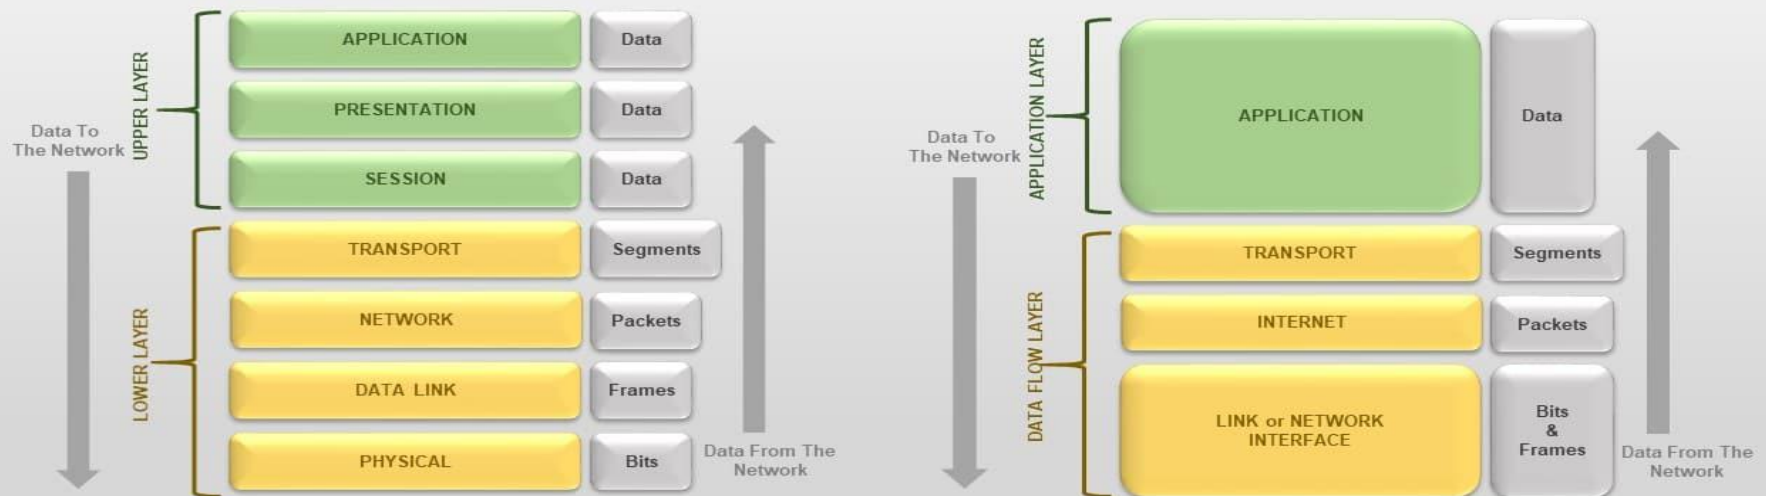 UPPER LAYER
LOWER LAYER
Data To
The Network
APPLICATION
Data
PRESENTATION
Data
SESSION
Data
TRANSPORT
Segments
NETWORK
Packets
DATA LINK
Frames
PHYSICAL
Bits
Data From The
Network
APPLICATION LAYER
DATA FLOW LAYER
Data To
The Network
APPLICATION
Data
TRANSPORT
Segments
INTERNET
Packets
LINK or NETWORK
INTERFACE
Bits
&
Frames
Data From The
Network